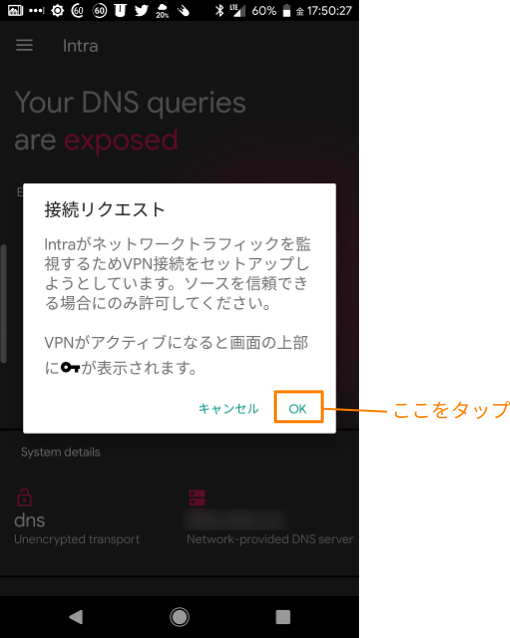 60 60 20% LTE 60% 金 17:50:27
Intra
Your DNS queries
are exposed
接続リクエスト
Intraがネットワークトラフィックを監
視するためVPN接続をセットアップし
ようとしています。ソースを信頼でき
る場合にのみ許可してください。
VPNがアクティブになると画面の上部
にが表示されます。
キャンセル OK
ここをタップ
System details
dns
Unencrypted transport
Network-provided DNS server